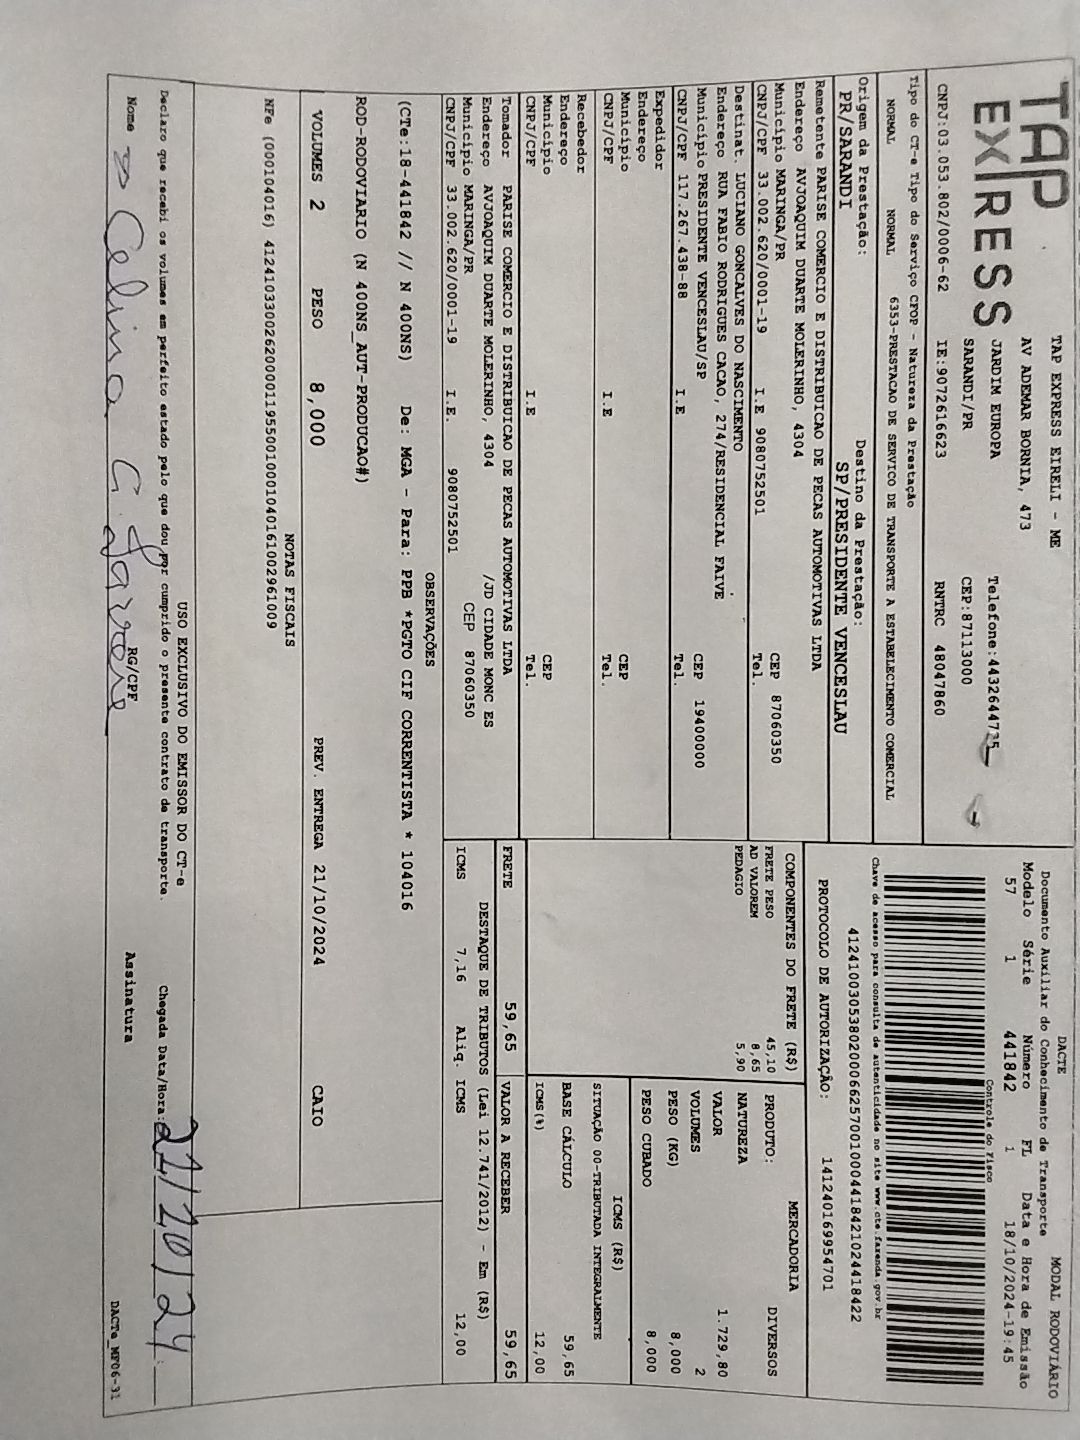 TAP EXPRESS
TAP EXPRESS EIRELI - ME
AV ADEMAR BORNIA, 473
JARDIM EUROPA
SARANDI/PR
Telefone:4432644735
CEP:87113000
CNPJ:03.053.802/0006-62 IE:9072616623 RNTRC 48047860
DACTE MODAL RODOVIÁRIO
Documento Auxiliar do Conhecimento de Transporte
Modelo Série Número FL Data e Hora de Emissão
57 1 441842 1 18/10/2024-19:45
Controle do Fisco
Chave de acesso para consulta de autenticidade no site www.cte.fazenda.gov.br
41241003053802000662570010004418421024418422
PROTOCOLO DE AUTORIZAÇÃO: 141240169954701
Tipo do CT-e Tipo do Serviço CFOP - Natureza da Prestação
NORMAL NORMAL 6353-PRESTACAO DE SERVICO DE TRANSPORTE A ESTABELECIMENTO COMERCIAL
Origem da Prestação: Destino da Prestação:
PR/SARANDI SP/PRESIDENTE VENCESLAU
Remetente PARISE COMERCIO E DISTRIBUICAO DE PECAS AUTOMOTIVAS LTDA
Endereço AVJOAQUIM DUARTE MOLERINHO, 4304
Município MARINGA/PR CEP 87060350
CNPJ/CPF 33.002.620/0001-19 I.E 9080752501 Tel.
Destinat. LUCIANO GONCALVES DO NASCIMENTO
Endereço RUA FABIO RODRIGUES CACAO, 274/RESIDENCIAL FAIVE
Município PRESIDENTE VENCESLAU/SP CEP 19400000
CNPJ/CPF 117.267.438-88 I.E Tel.
Expedidor
Endereço
Município CEP
CNPJ/CPF I.E Tel.
Recebedor
Endereço
Município CEP
CNPJ/CPF I.E Tel.
Tomador PARISE COMERCIO E DISTRIBUICAO DE PECAS AUTOMOTIVAS LTDA
Endereço AVJOAQUIM DUARTE MOLERINHO, 4304 /JD CIDADE MONC ES
Município MARINGA/PR CEP 87060350
CNPJ/CPF 33.002.620/0001-19 I.E. 9080752501
COMPONENTES DO FRETE (R$)
FRETE PESO 45,10
AD VALOREM 8,65
PEDAGIO 5,90
MERCADORIA
PRODUTO: DIVERSOS
NATUREZA
VALOR 1.729,80
VOLUMES 2
PESO (KG) 8,000
PESO CUBADO 8,000
ICMS (R$)
SITUAÇÃO 00-TRIBUTADA INTEGRALMENTE
BASE CÁLCULO 59,65
ICMS(%) 12,00
FRETE 59,65 VALOR A RECEBER 59,65
DESTAQUE DE TRIBUTOS (Lei 12.741/2012) - Em (R$)
ICMS 7,16 Aliq. ICMS 12,00
OBSERVAÇÕES
(CTe:18-441842 // N 400NS) De: MGA - Para: PPB *PGTO CIF CORRENTISTA * 104016
ROD-RODOVIARIO (N 400NS_AUT-PRODUCAO#)
VOLUMES 2 PESO 8,000 PREV. ENTREGA 21/10/2024 CAIO
NOTAS FISCAIS
NFe (000104016) 41241033002620000119550010001040161002961009
USO EXCLUSIVO DO EMISSOR DO CT-e
Declaro que recebi os volumes em perfeito estado pelo que dou por cumprido o presente contrato de transporte. Chegada Data/Hora: 21/10/24
Nome Celina C. RG/CPF Assinatura
DACTe_MF06-31